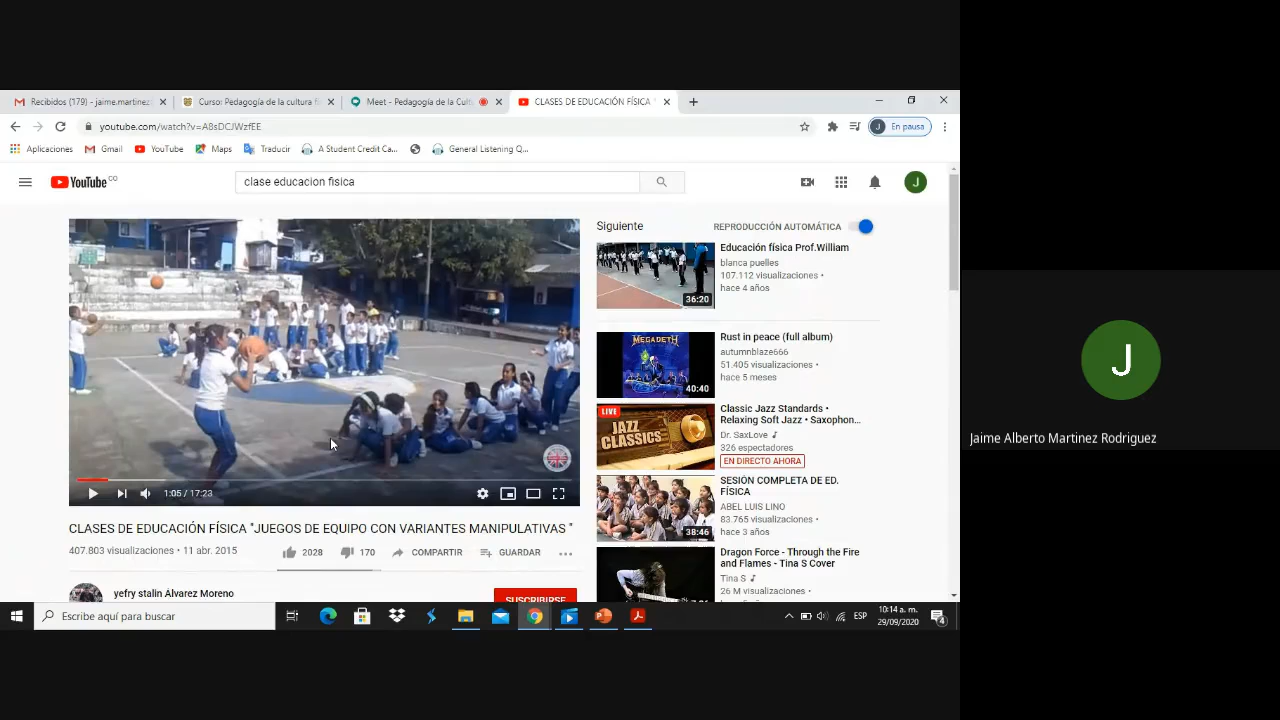 Recibidos (179) - jaime.martinez
Curso: Pedagogía de la cultura fí
Meet - Pedagogía de la Cultu
CLASES DE EDUCACIÓN FÍSICA "
youtube.com/watch?v=A8sDCJWzfEE
En pausa
Aplicaciones
Gmail
YouTube
Maps
Traducir
A Student Credit Ca...
General Listening Q...
YouTube CO
clase educacion fisica
J
Siguiente
REPRODUCCIÓN AUTOMÁTICA
Educación física Prof.William
blanca puelles
107.112 visualizaciones •
hace 4 años
36:20
MEGADETH
Rust in peace (full album)
autumnblaze666
51.405 visualizaciones •
hace 5 meses
40:40
LIVE
JAZZ
CLASSICS
Classic Jazz Standards •
Relaxing Soft Jazz • Saxophon...
Dr. SaxLove
326 espectadores
EN DIRECTO AHORA
SESIÓN COMPLETA DE ED.
FÍSICA
ABEL LUIS LINO
83.765 visualizaciones •
hace 3 años
38:46
Dragon Force - Through the Fire
and Flames - Tina S Cover
Tina S
26 M visualizaciones •
1:05 / 17:23
CLASES DE EDUCACIÓN FÍSICA "JUEGOS DE EQUIPO CON VARIANTES MANIPULATIVAS "
407.803 visualizaciones • 11 abr. 2015
2028
170
COMPARTIR
GUARDAR
yefry stalin Alvarez Moreno
SUSCRIBIRSE
Escribe aquí para buscar
ESP
10:14 a. m.
29/09/2020
4
J
Jaime Alberto Martinez Rodriguez